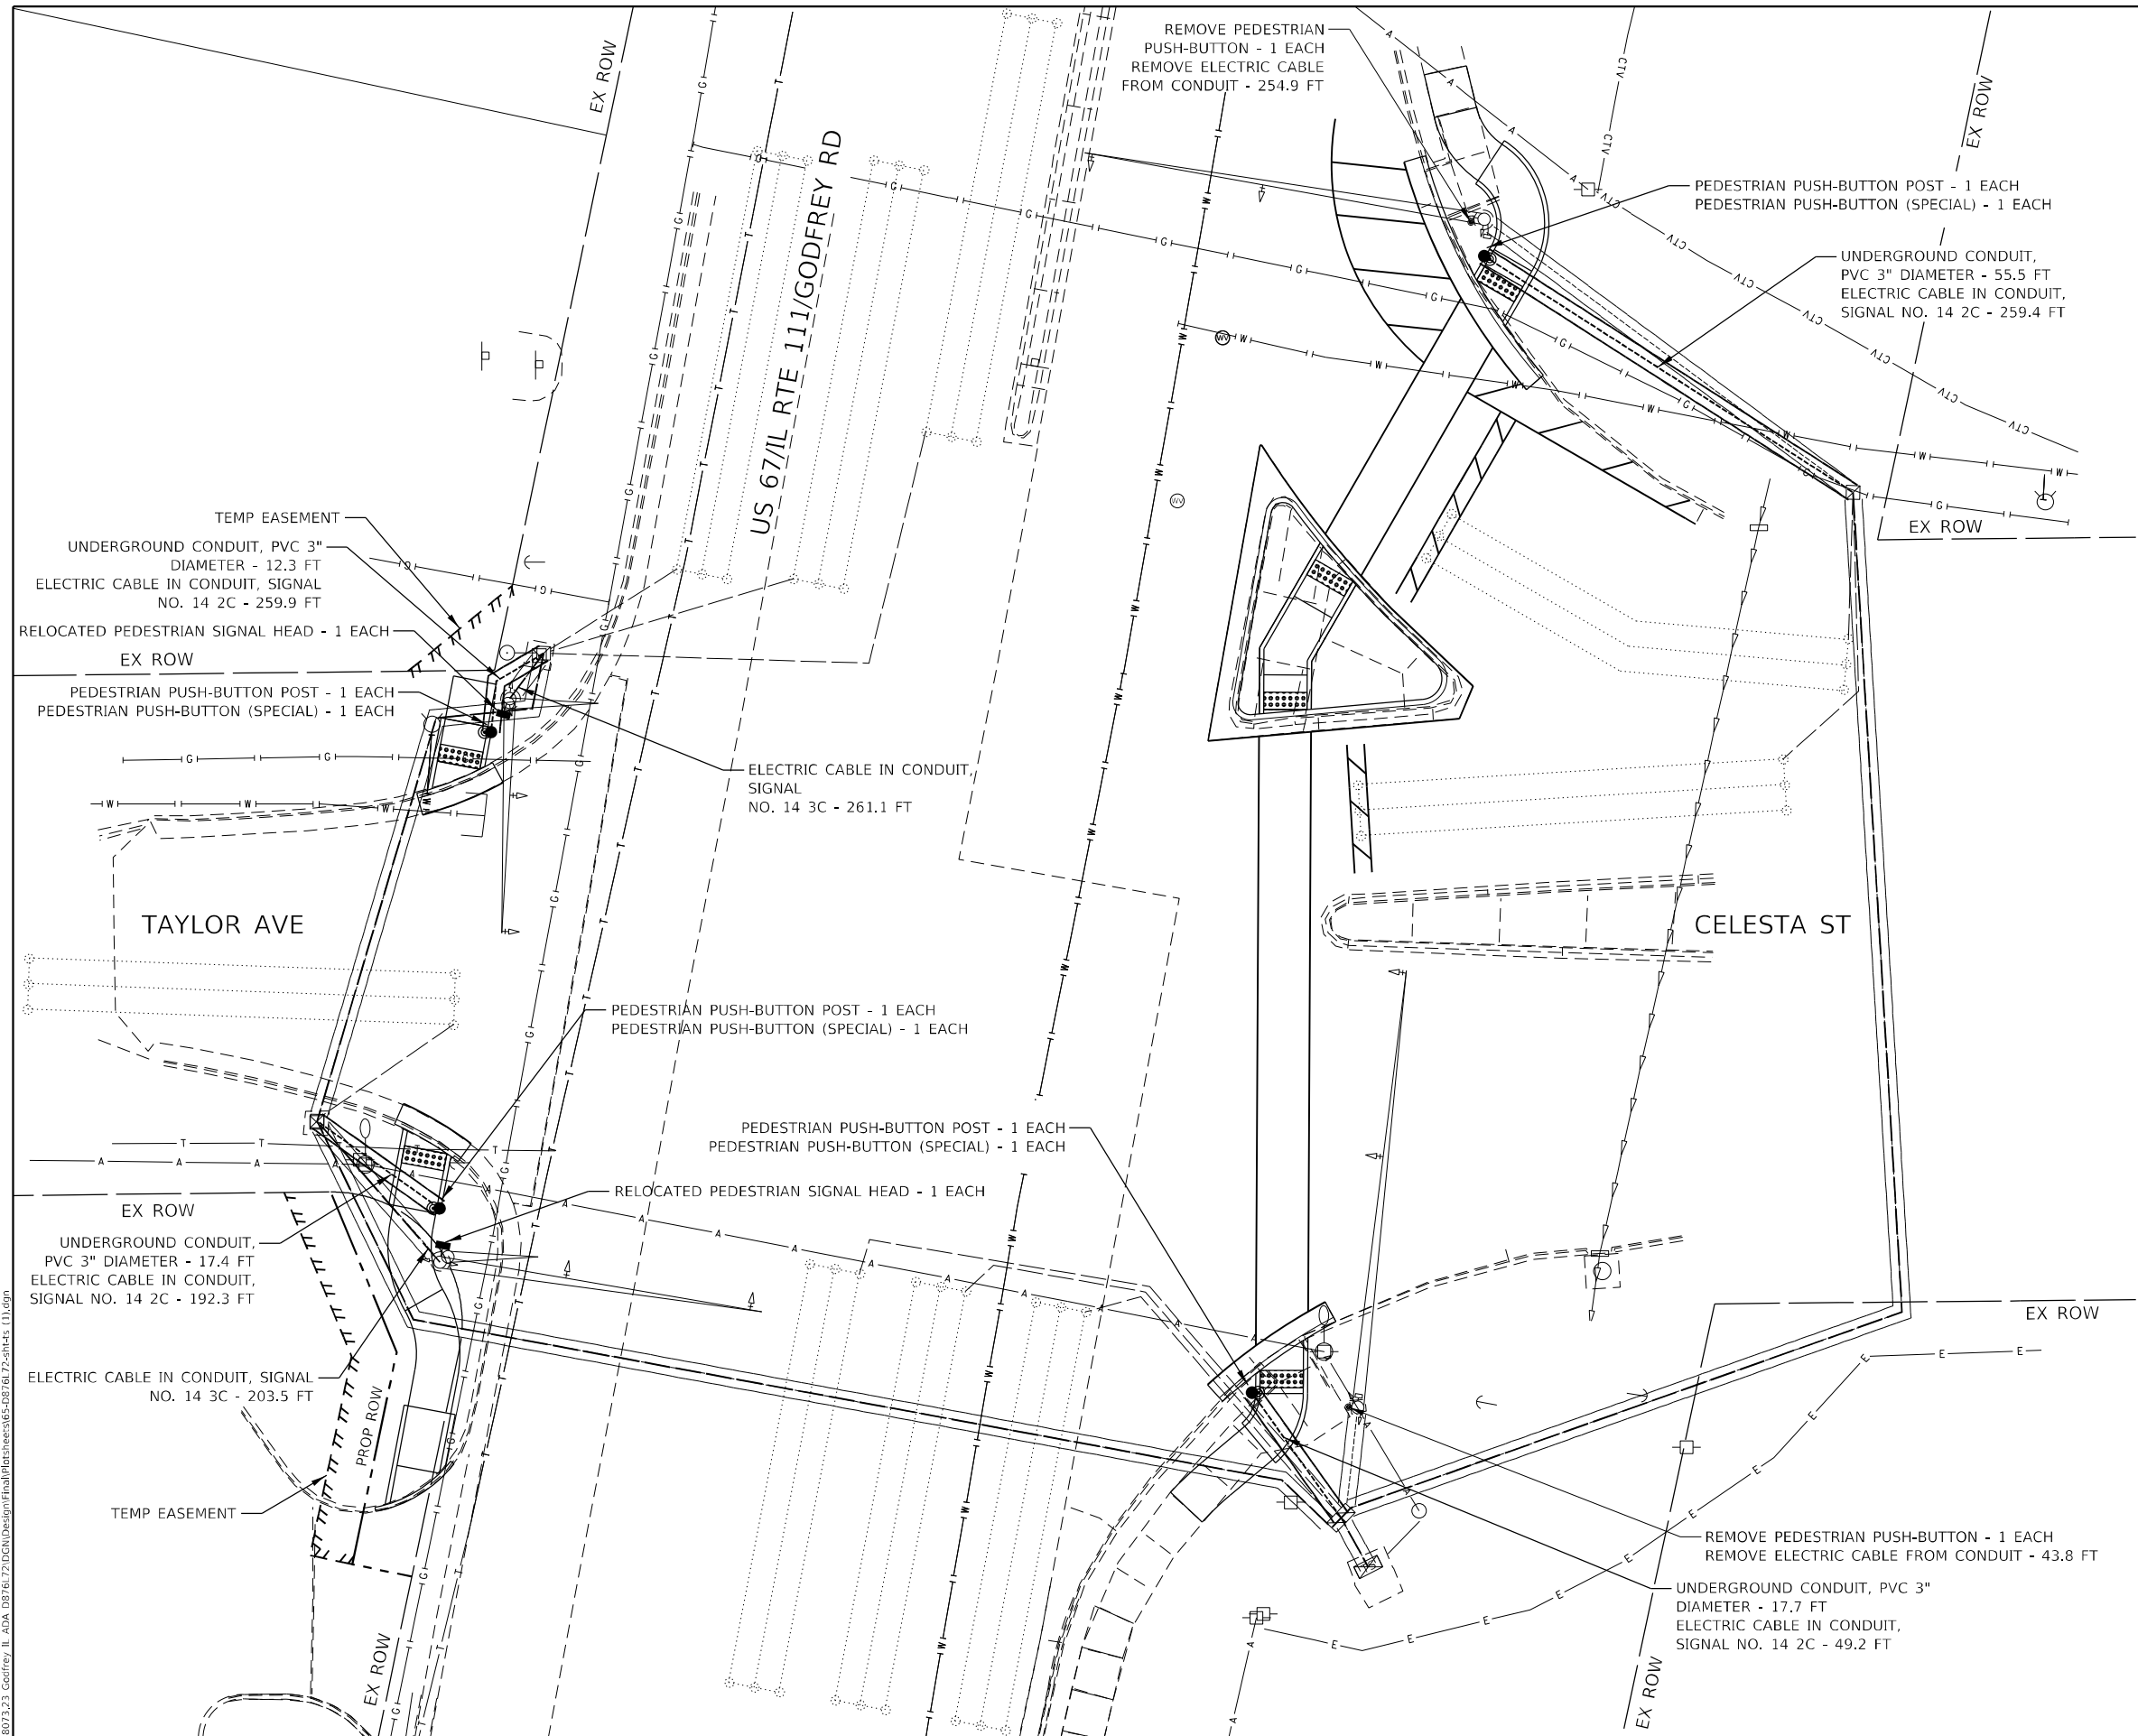 REMOVE PEDESTRIAN
PUSH-BUTTON - 1 EACH
REMOVE ELECTRIC CABLE
FROM CONDUIT - 254.9 FT
EX ROW
US 67/IL RTE 111/GODFREY RD
EX ROW
PEDESTRIAN PUSH-BUTTON POST - 1 EACH
PEDESTRIAN PUSH-BUTTON (SPECIAL) - 1 EACH
UNDERGROUND CONDUIT,
PVC 3" DIAMETER - 55.5 FT
ELECTRIC CABLE IN CONDUIT,
SIGNAL NO. 14 2C - 259.4 FT
EX ROW
TEMP EASEMENT
UNDERGROUND CONDUIT, PVC 3"
DIAMETER - 12.3 FT
ELECTRIC CABLE IN CONDUIT, SIGNAL
NO. 14 2C - 259.9 FT
RELOCATED PEDESTRIAN SIGNAL HEAD - 1 EACH
EX ROW
PEDESTRIAN PUSH-BUTTON POST - 1 EACH
PEDESTRIAN PUSH-BUTTON (SPECIAL) - 1 EACH
ELECTRIC CABLE IN CONDUIT,
SIGNAL
NO. 14 3C - 261.1 FT
TAYLOR AVE
CELESTA ST
PEDESTRIAN PUSH-BUTTON POST - 1 EACH
PEDESTRIAN PUSH-BUTTON (SPECIAL) - 1 EACH
PEDESTRIAN PUSH-BUTTON POST - 1 EACH
PEDESTRIAN PUSH-BUTTON (SPECIAL) - 1 EACH
RELOCATED PEDESTRIAN SIGNAL HEAD - 1 EACH
EX ROW
UNDERGROUND CONDUIT,
PVC 3" DIAMETER - 17.4 FT
ELECTRIC CABLE IN CONDUIT,
SIGNAL NO. 14 2C - 192.3 FT
EX ROW
ELECTRIC CABLE IN CONDUIT, SIGNAL
NO. 14 3C - 203.5 FT
PROP ROW
TEMP EASEMENT
REMOVE PEDESTRIAN PUSH-BUTTON - 1 EACH
REMOVE ELECTRIC CABLE FROM CONDUIT - 43.8 FT
UNDERGROUND CONDUIT, PVC 3"
DIAMETER - 17.7 FT
ELECTRIC CABLE IN CONDUIT,
SIGNAL NO. 14 2C - 49.2 FT
EX ROW
EX ROW